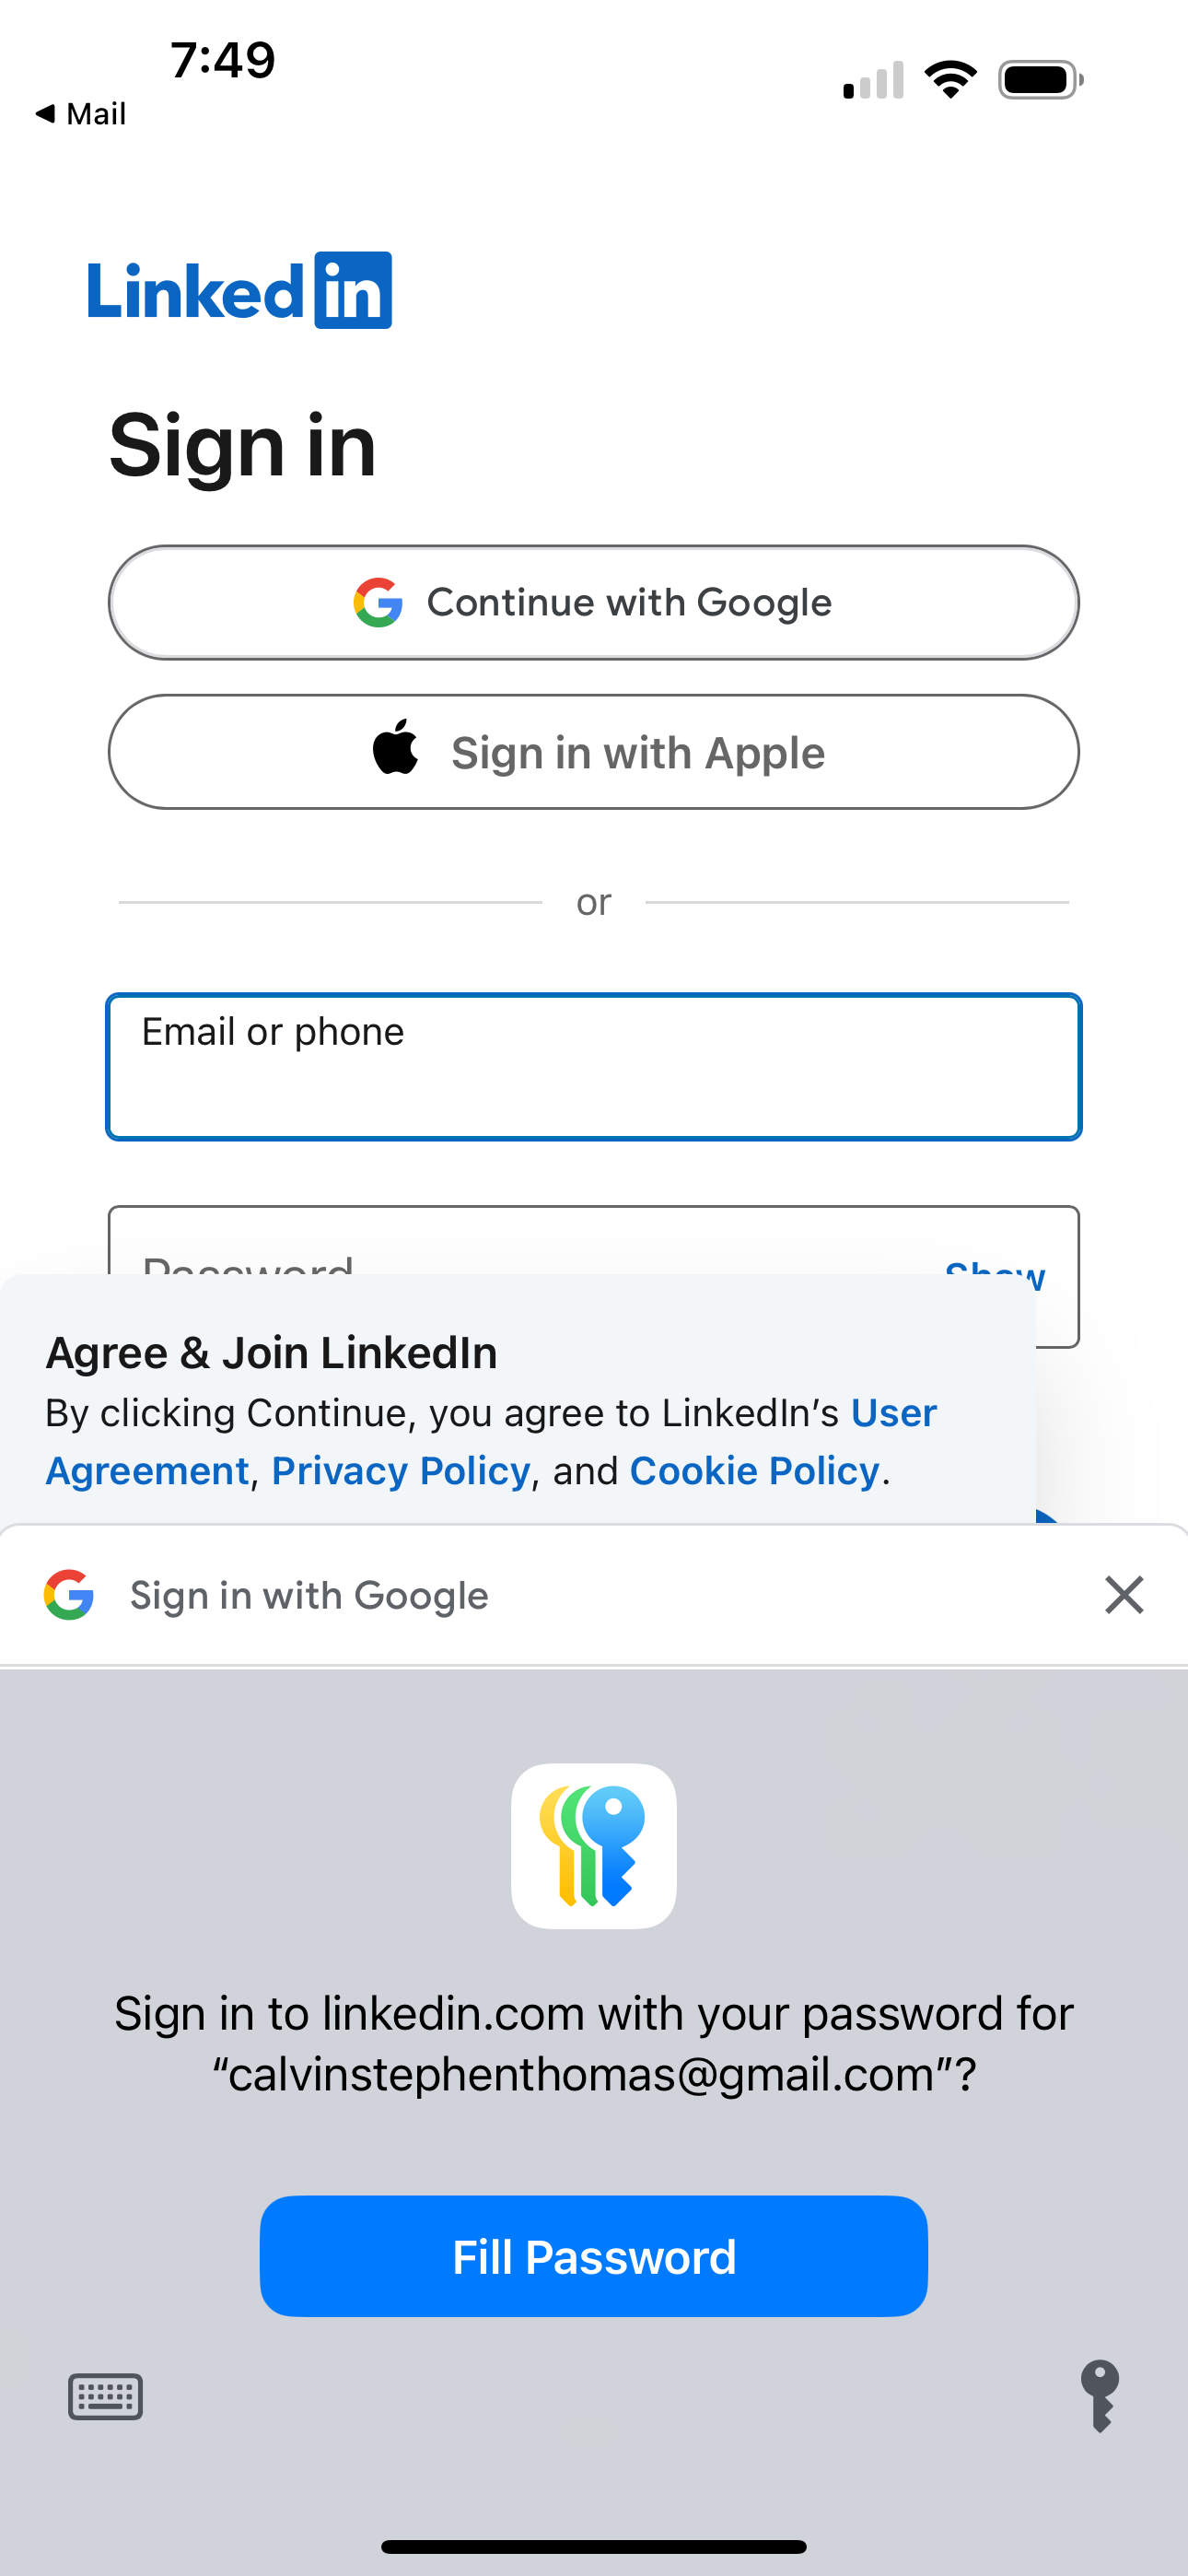 7:49
Mail
Linked in
Sign in
Continue with Google
Sign in with Apple
or
Email or phone
Password
Show
Agree & Join LinkedIn
By clicking Continue, you agree to LinkedIn’s User
Agreement, Privacy Policy, and Cookie Policy.
Sign in with Google
Sign in to linkedin.com with your password for
“calvinstephenthomas@gmail.com”?
Fill Password